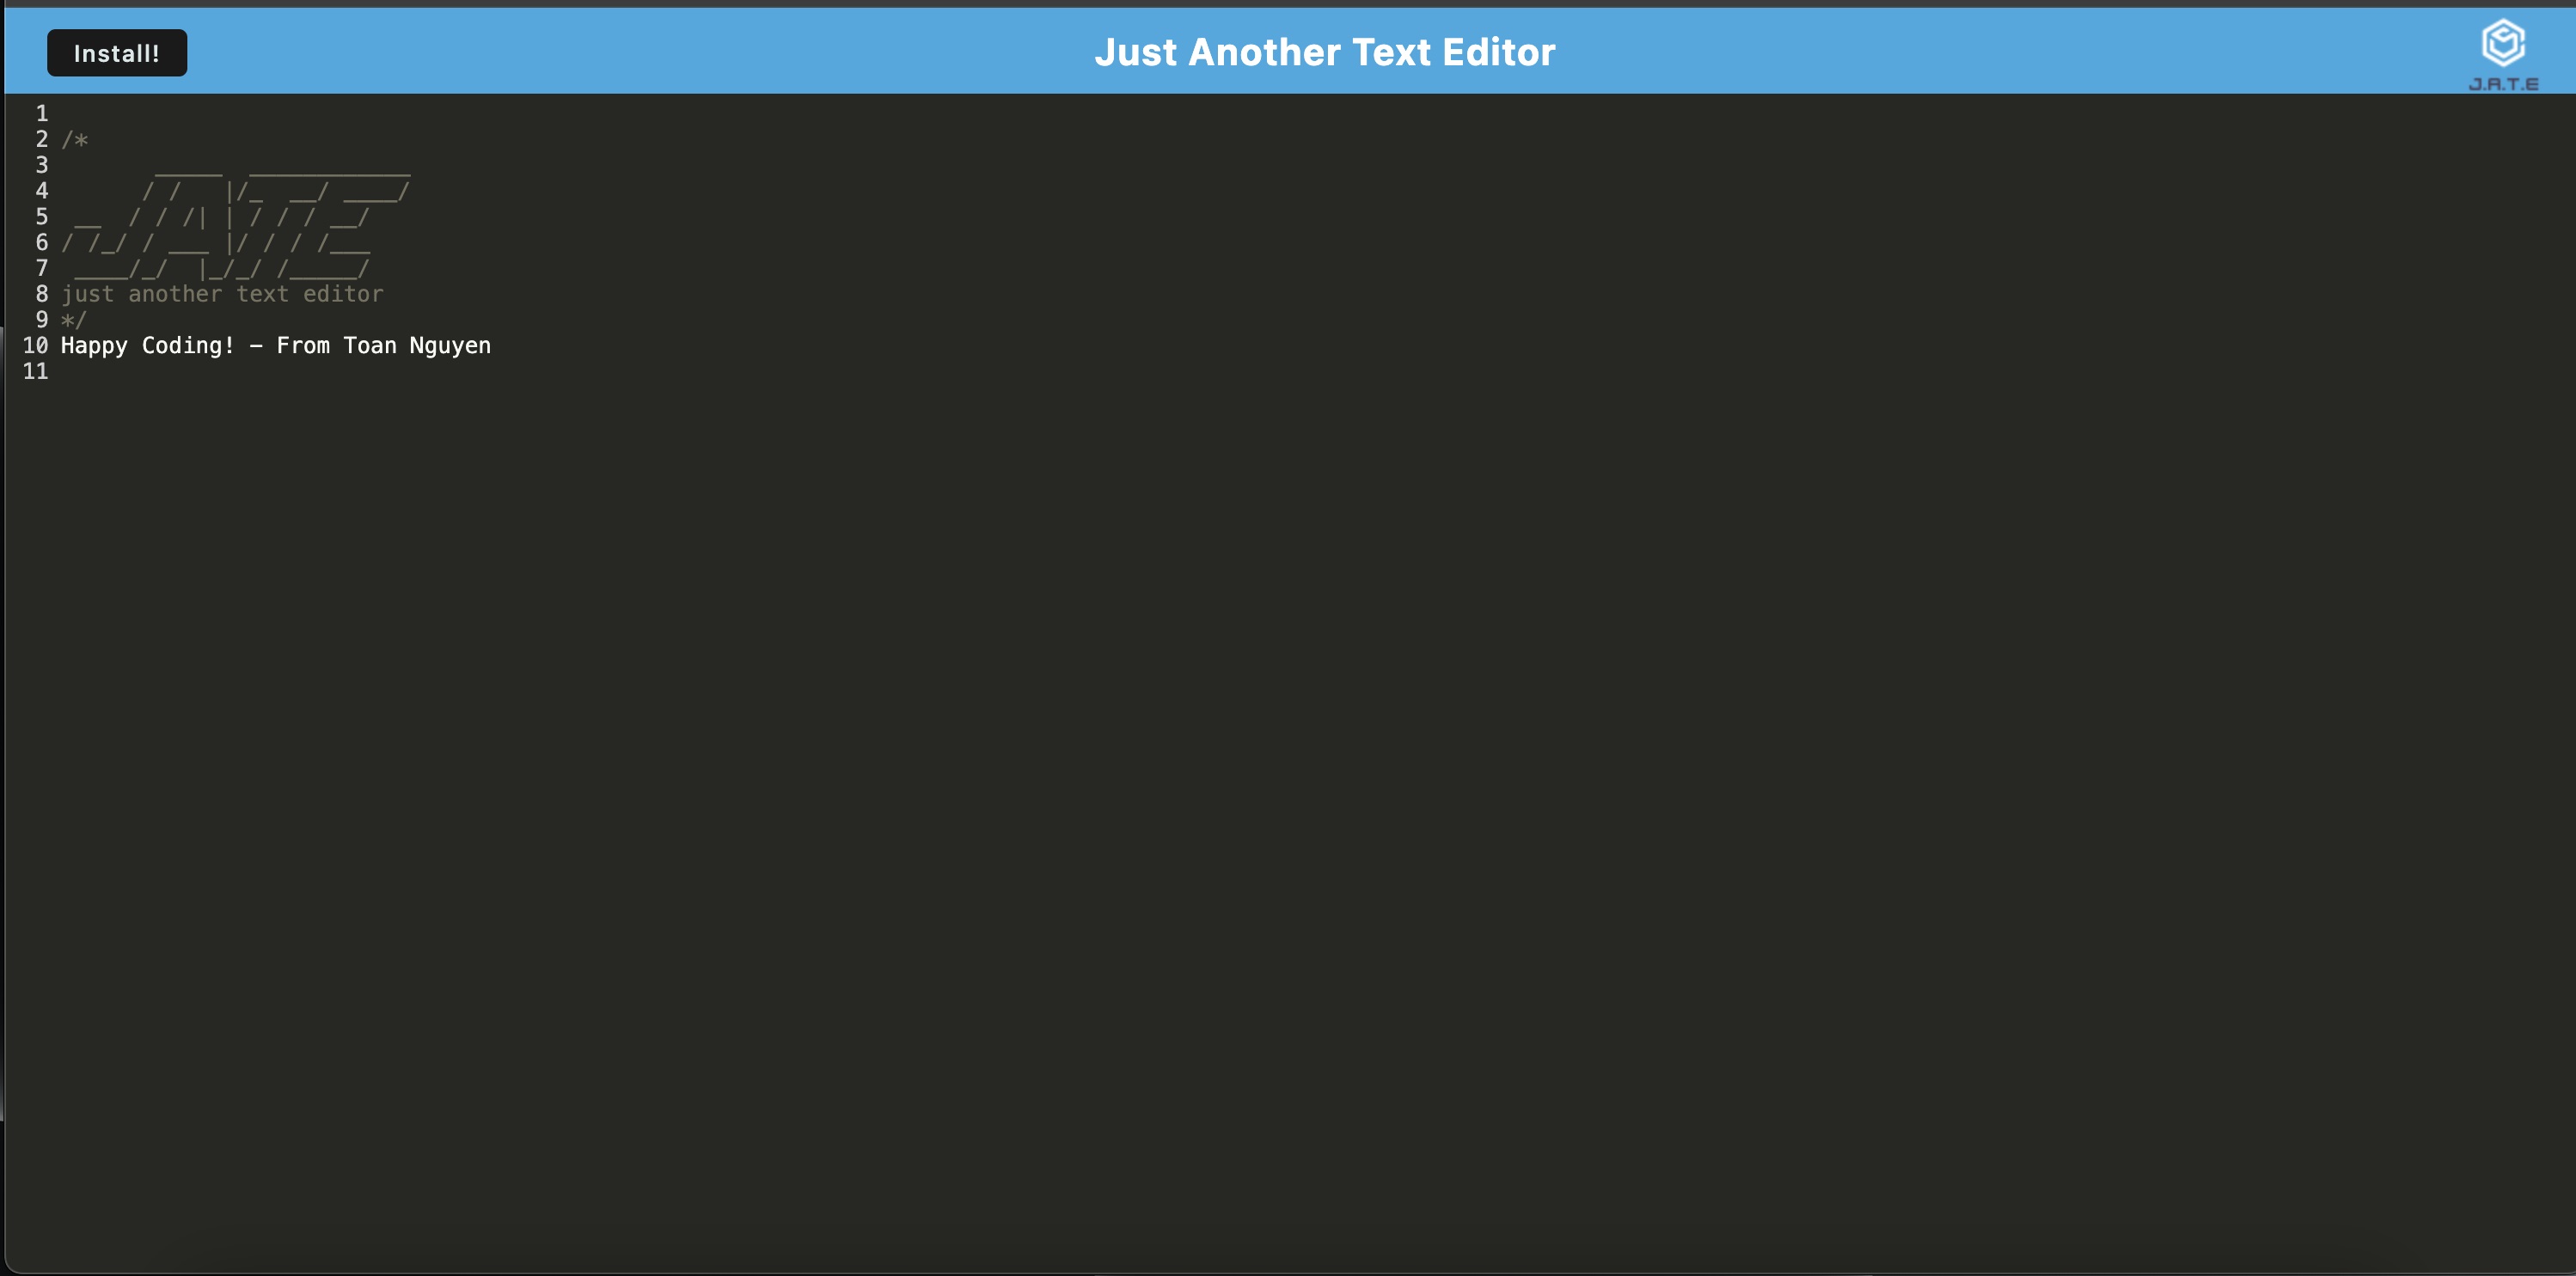 Install!
Just Another Text Editor
J.A.T.E
1
2 /*
3        _____  ____________
4       / /   |/_  __/ ____/
5  __  / / /| | / / / __/
6 / /_/ / ___ |/ / / /___
7  ____/_/  |_/_/ /_____/
8 just another text editor
9 */
10 Happy Coding! – From Toan Nguyen
11